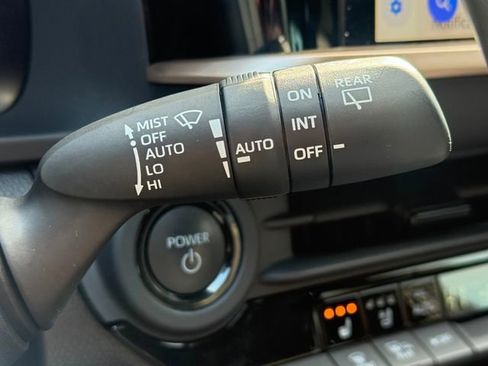 MIST
OFF
AUTO
LO
HI
AUTO
ON
INT
OFF
REAR
POWER